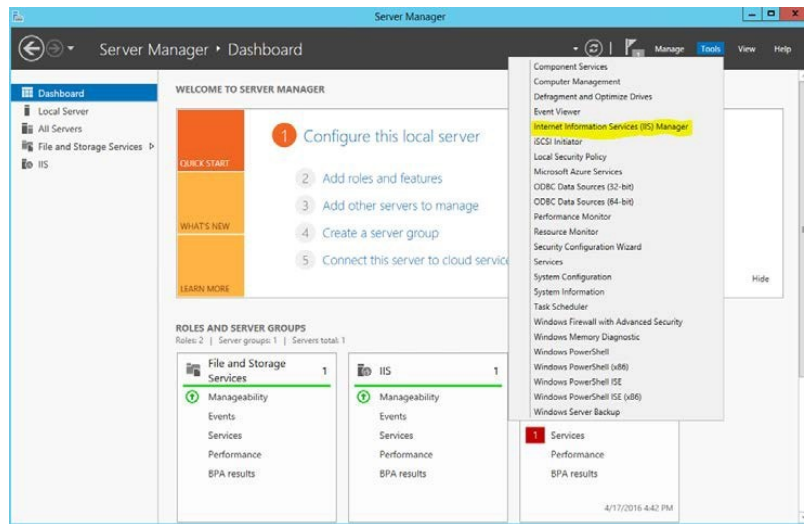 Server Manager
Server Manager • Dashboard
Manage Tools View Help
Dashboard
Local Server
All Servers
File and Storage Services
IIS
WELCOME TO SERVER MANAGER
QUICK START
WHAT'S NEW
LEARN MORE
1 Configure this local server
2 Add roles and features
3 Add other servers to manage
4 Create a server group
5 Connect this server to cloud service
Hide
Component Services
Computer Management
Defragment and Optimize Drives
Event Viewer
Internet Information Services (IIS) Manager
iSCSI Initiator
Local Security Policy
Microsoft Azure Services
ODBC Data Sources (32-bit)
ODBC Data Sources (64-bit)
Performance Monitor
Resource Monitor
Security Configuration Wizard
Services
System Configuration
System Information
Task Scheduler
Windows Firewall with Advanced Security
Windows Memory Diagnostic
Windows PowerShell
Windows PowerShell (x86)
Windows PowerShell ISE
Windows PowerShell ISE (x86)
Windows Server Backup
ROLES AND SERVER GROUPS
Roles: 2 | Server groups: 1 | Servers total: 1
File and Storage
Services
1
Manageability
Events
Services
Performance
BPA results
IIS 1
Manageability
Events
Services
Performance
BPA results
1 Services
Performance
BPA results
4/17/2016 4:42 PM